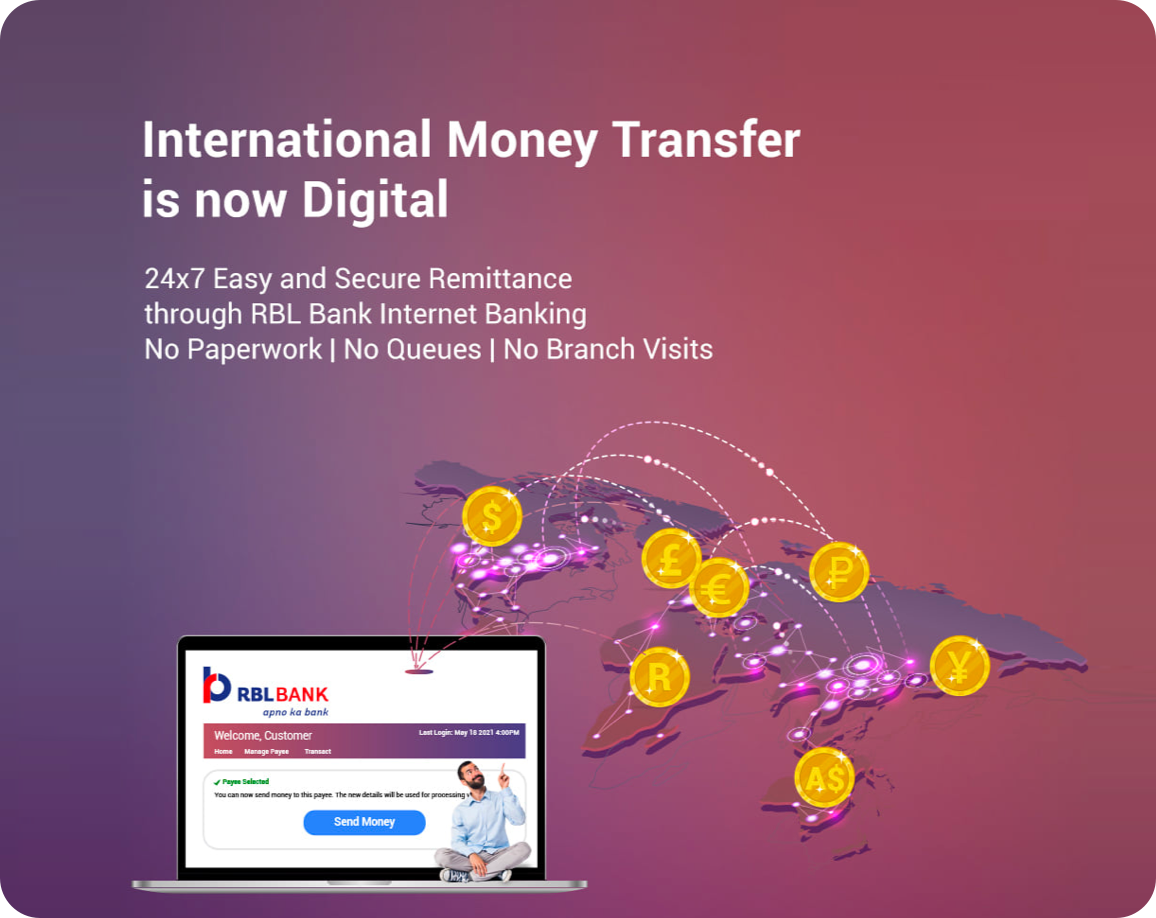 International Money Transfer
is now Digital
24x7 Easy and Secure Remittance
through RBL Bank Internet Banking
No Paperwork | No Queues | No Branch Visits
$
£
€
₽
R
¥
A$
RBLBANK
apno ka bank
Welcome, Customer
Last Login: May 18 2021 4:00PM
Home Manage Payee Transact
Payee Selected
You can now send money to this payee. The new details will be used for processing
Send Money